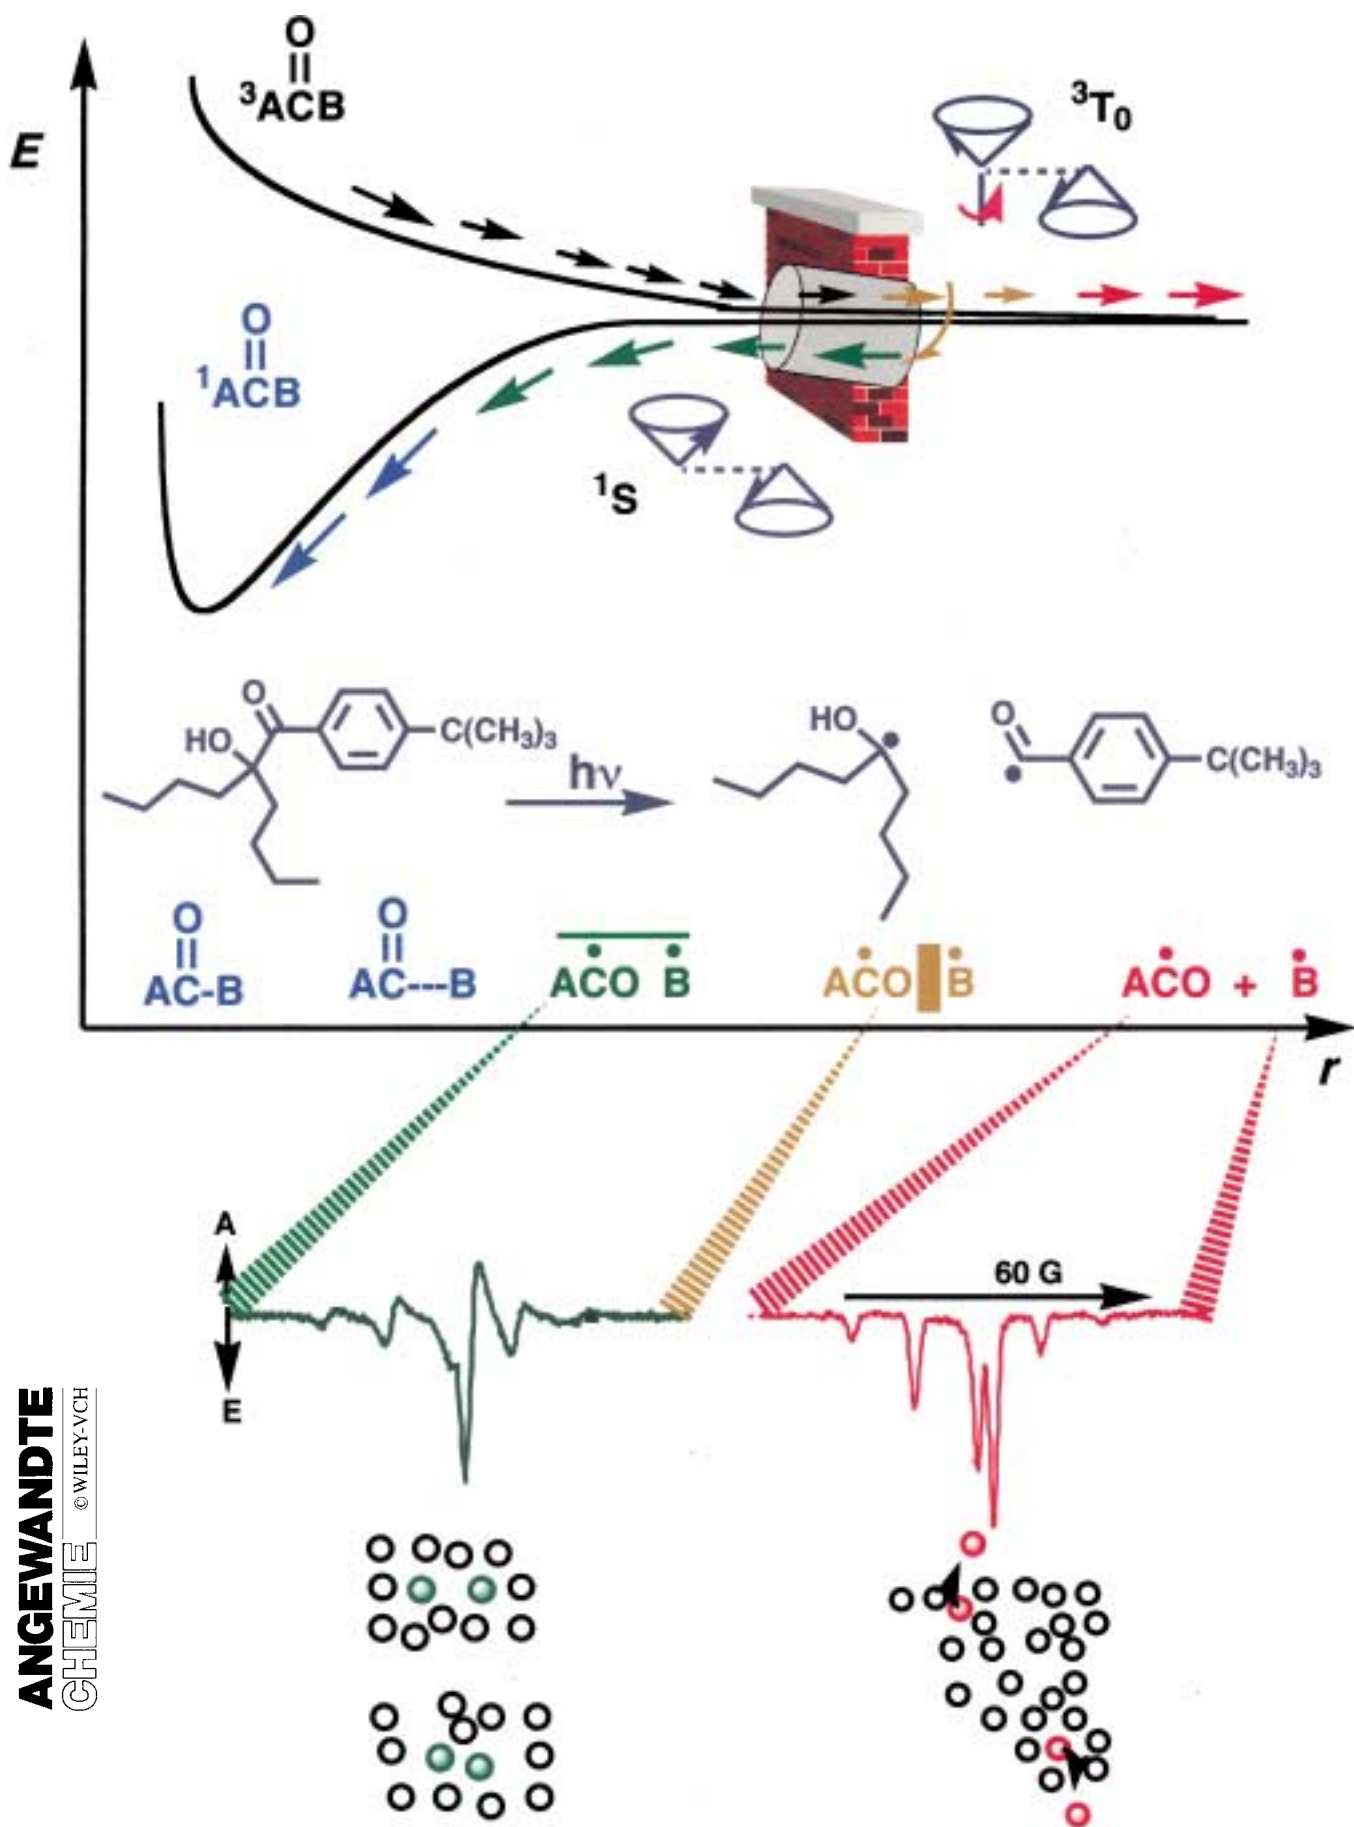 O
||
³ACB
E
³T₀
O
||
¹ACB
¹S
O
HO
C(CH₃)₃
hν
HO
O
C(CH₃)₃
O
||
AC-B
O
||
AC---B
ACO B
ACO B
ACO + B
r
A
E
60 G
ANGEWANDTE
CHEMIE © WILEY-VCH